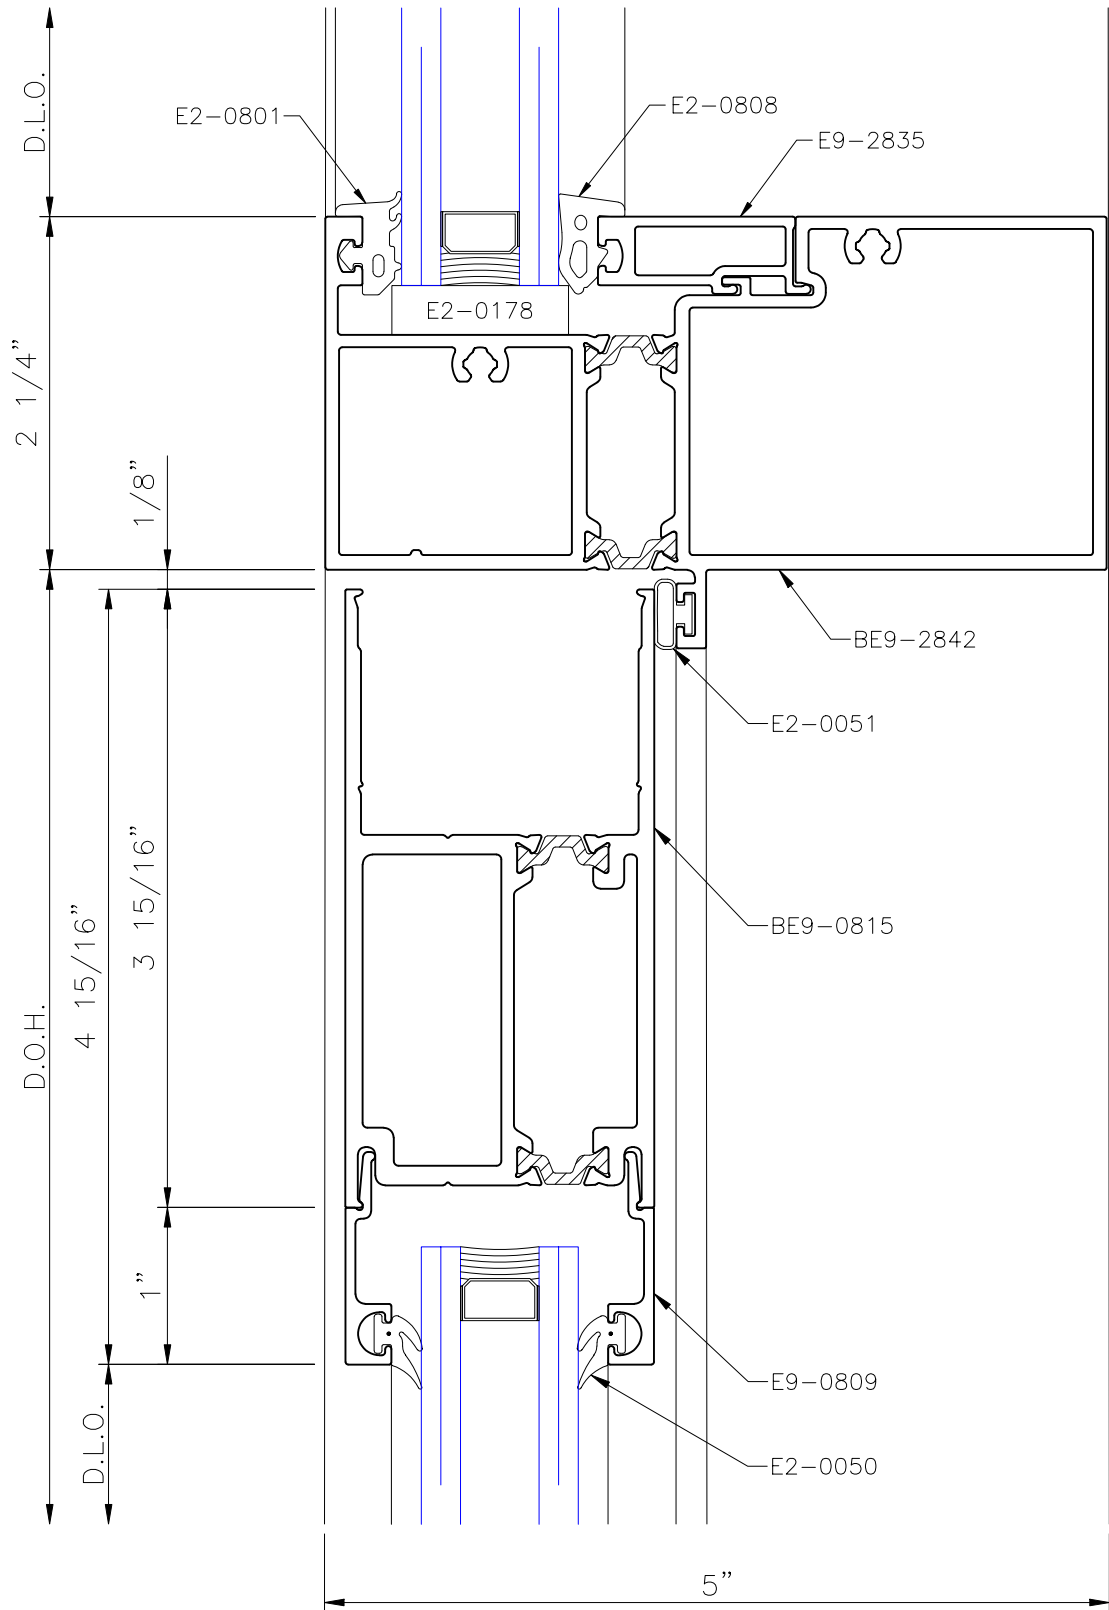 D.L.O.
E2-0801
E2-0808
E9-2835
E2-0178
2 1/4"
1/8"
BE9-2842
E2-0051
3 15/16"
4 15/16"
BE9-0815
D.O.H.
1"
E9-0809
D.L.O.
E2-0050
5"